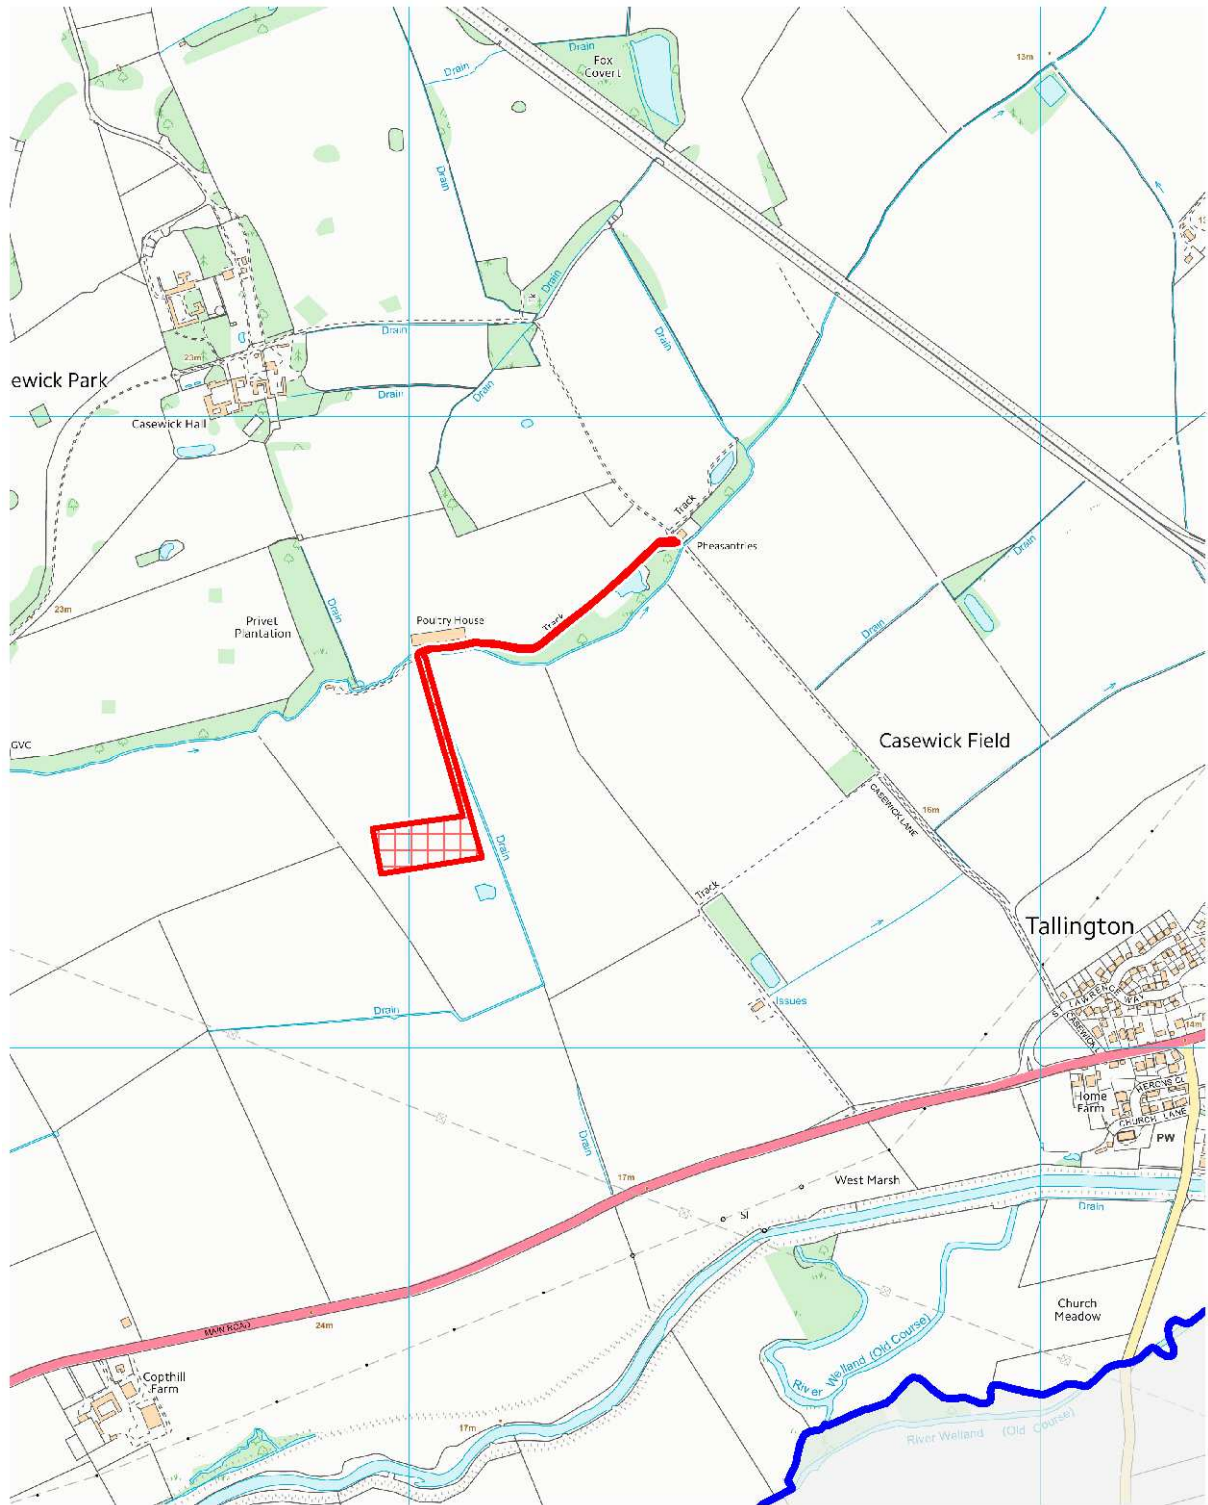 Drain
Drain
Fox
Covert
13m
Drain
Drain
Drain
Drain
23m
ewick Park
Drain
Drain
Casewick Hall
Track
Pheasantries
Drain
23m
Privet
Plantation
Drain
Poultry House
Track
Drain
GVC
Casewick Field
CASEWICK LANE
16m
Drain
Track
Tallington
LAWRENCE WAY
Issues
Drain
14m
HERONS CL
Home
Farm
CHURCH LANE
PW
Drain
17m
West Marsh
Sl
Drain
Church
Meadow
MAIN ROAD
24m
River Welland (Old Course)
Copthill
Farm
17m
River Welland (Old Course)